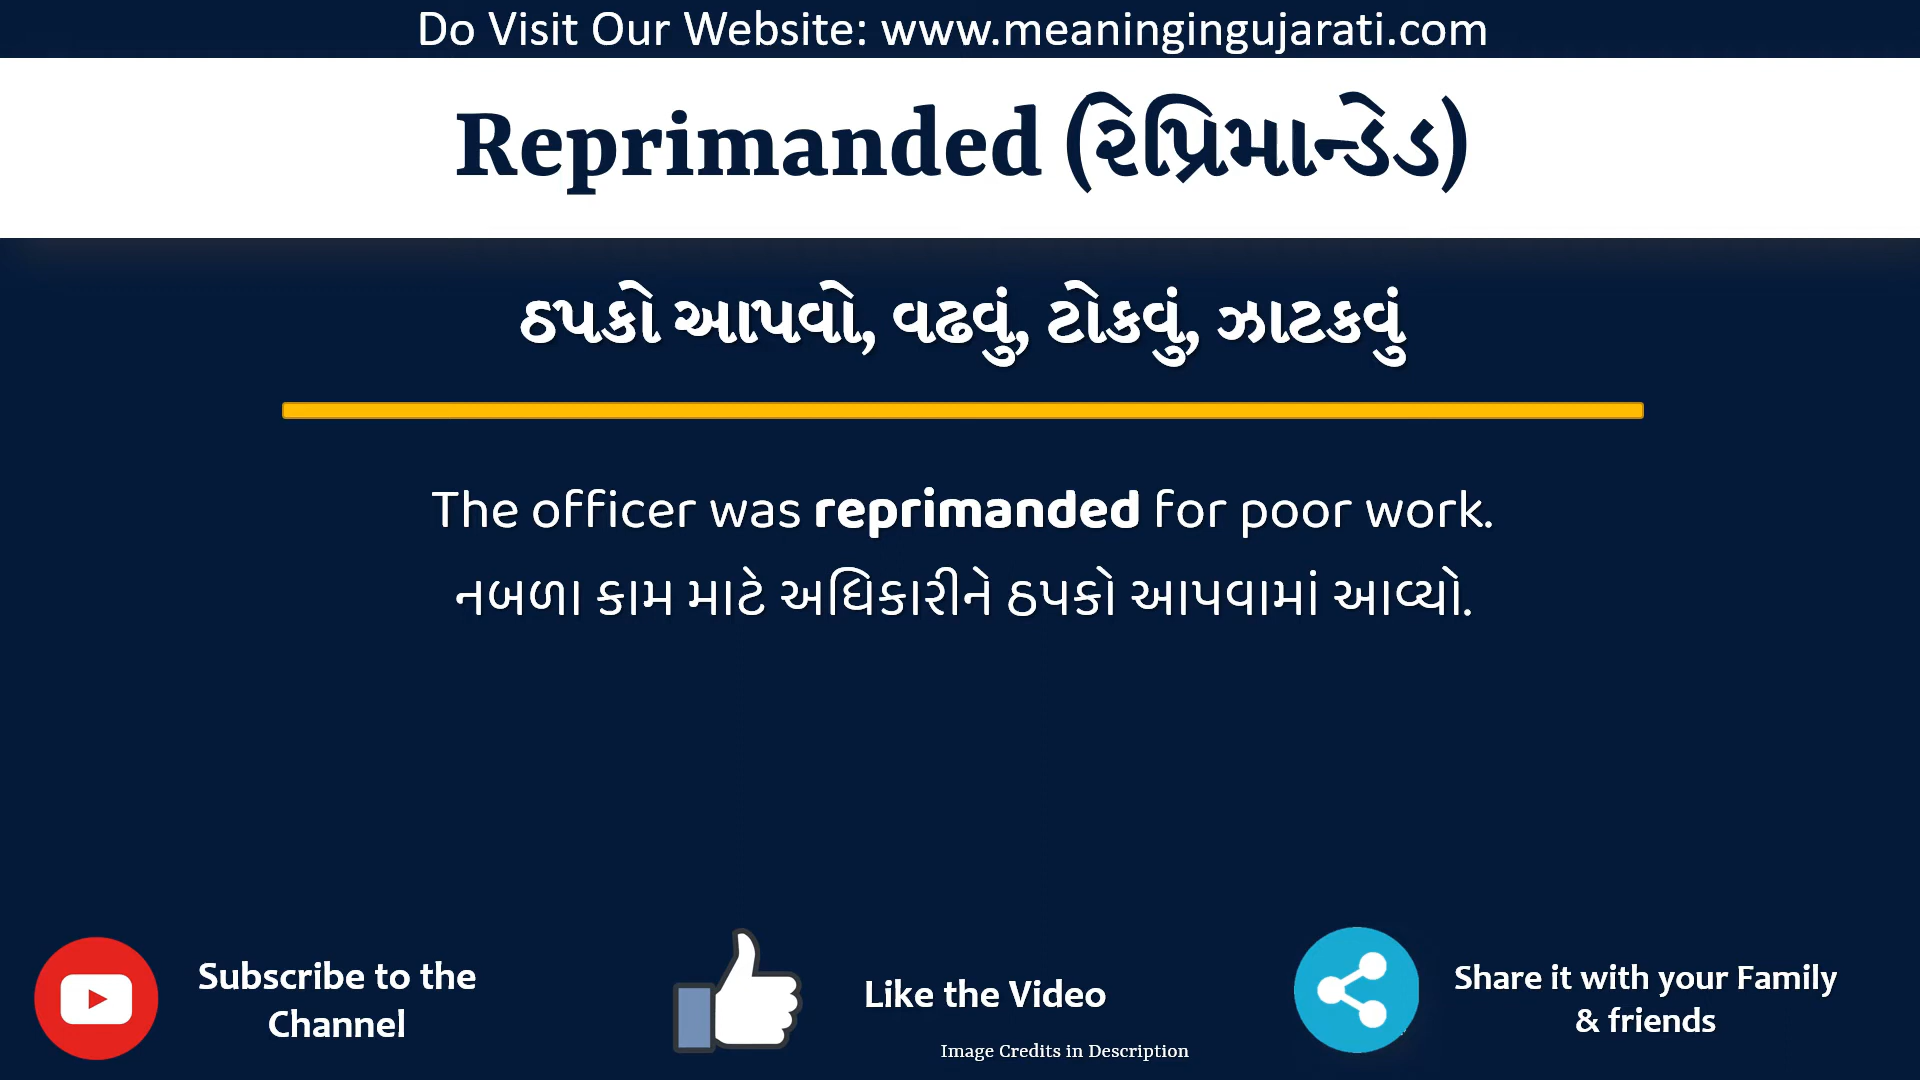 Do Visit Our Website: www.meaningingujarati.com
Reprimanded (રેપ્રિમાન્ડેડ)
ઠપકો આપવો, વઢવું, ટોકવું, ઝાટકવું
The officer was reprimanded for poor work.
નબળા કામ માટે અધિકારીને ઠપકો આપવામાં આવ્યો.
Subscribe to the
Channel
Like the Video
Share it with your Family
& friends
Image Credits in Description